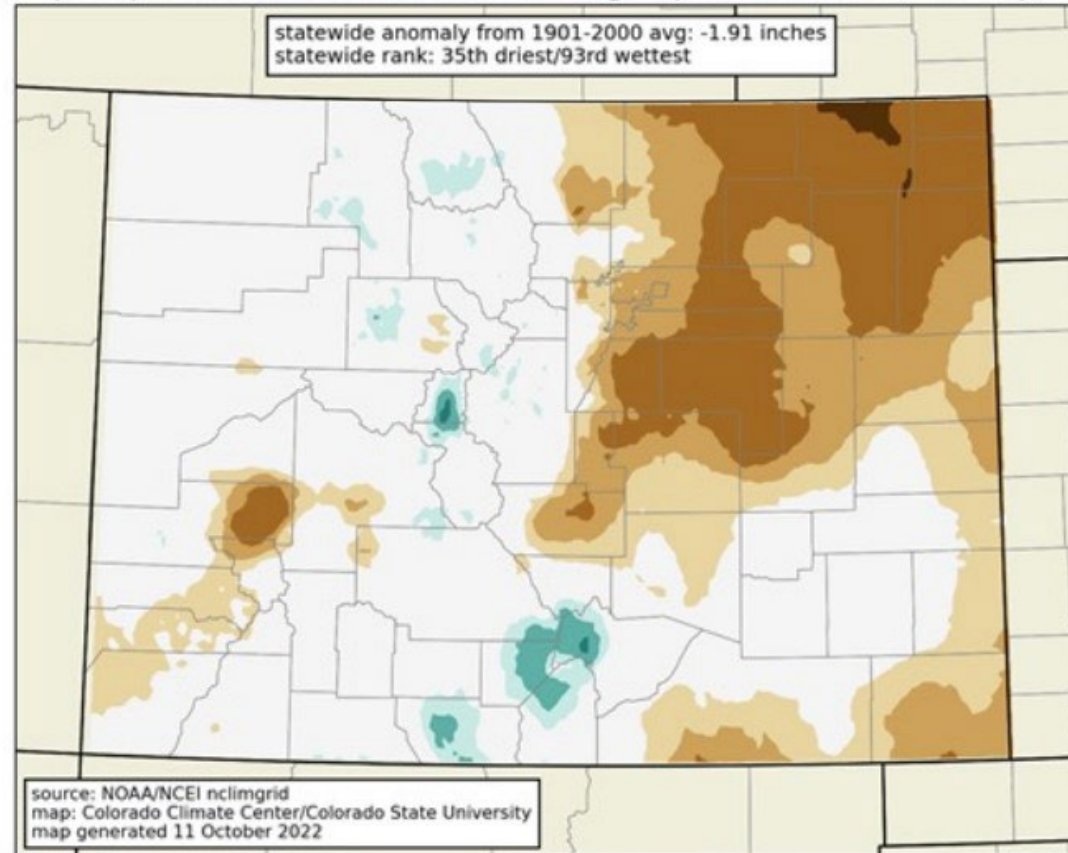 statewide anomaly from 1901-2000 avg: -1.91 inches
statewide rank: 35th driest/93rd wettest
source: NOAA/NCEI nclimgrid
map: Colorado Climate Center/Colorado State University
map generated 11 October 2022